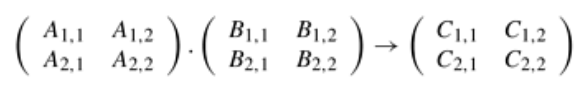 ( A1,1 A1,2 ) · ( B1,1 B1,2 ) → ( C1,1 C1,2 )
( A2,1 A2,2 ) ( B2,1 B2,2 ) ( C2,1 C2,2 )